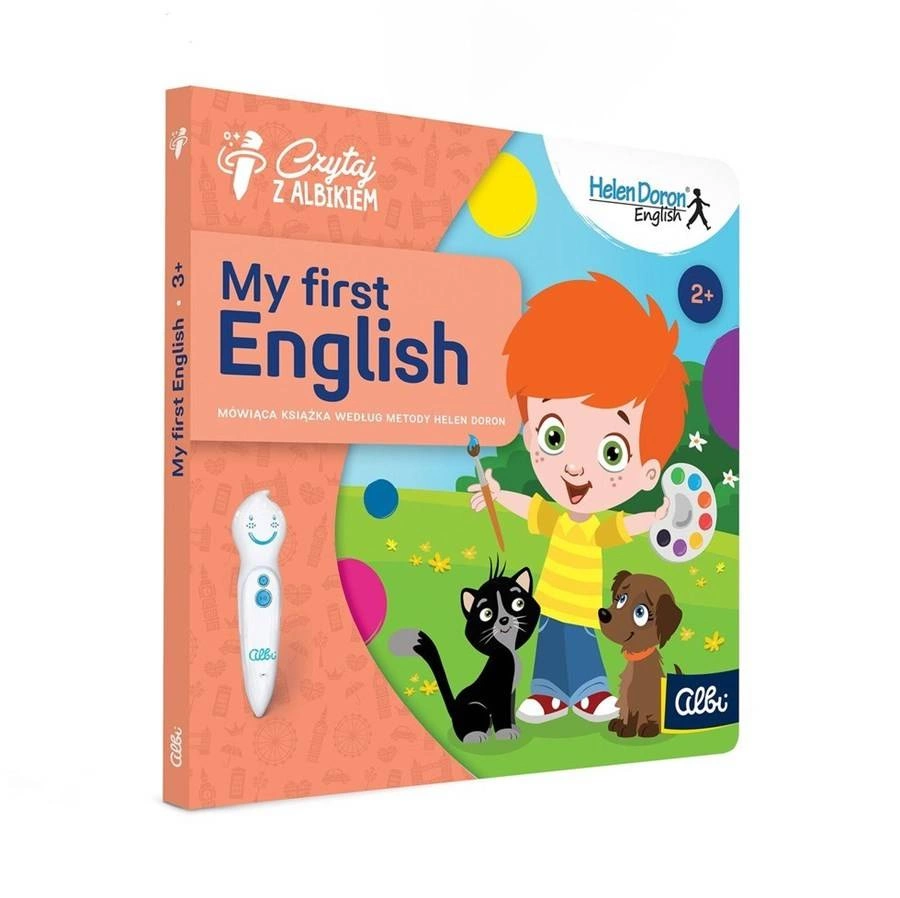 Czytaj
Z ALBIKIEM
Helen Doron®
English
2+
My first
English
MÓWIĄCA KSIĄŻKA WEDŁUG METODY HELEN DORON
My first English • 3+
albi
albi
albi